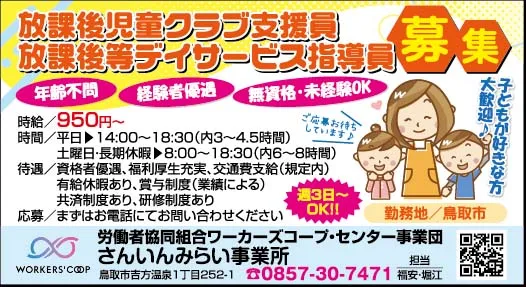 放課後児童クラブ支援員
放課後等デイサービス指導員
募集
年齢不問
経験者優遇
無資格・未経験OK
時給／950円～
時間／平日▶14:00～18:30(内3～4.5時間)
土曜日・長期休暇▶8:00～18:30(内6～8時間)
待遇／資格者優遇、福利厚生充実、交通費支給(規定内)
有給休暇あり、賞与制度(業績による)
共済制度あり、研修制度あり
応募／まずはお電話にてお問い合わせください
ご応募お待ちしています♪
週3日～
OK!!
子どもが好きな方
大歓迎♪
勤務地／鳥取市
WORKERS'COOP
労働者協同組合ワーカーズコープ・センター事業団
さんいんみらい事業所
鳥取市吉方温泉1丁目252-1
☎0857-30-7471
担当
福安・堀江